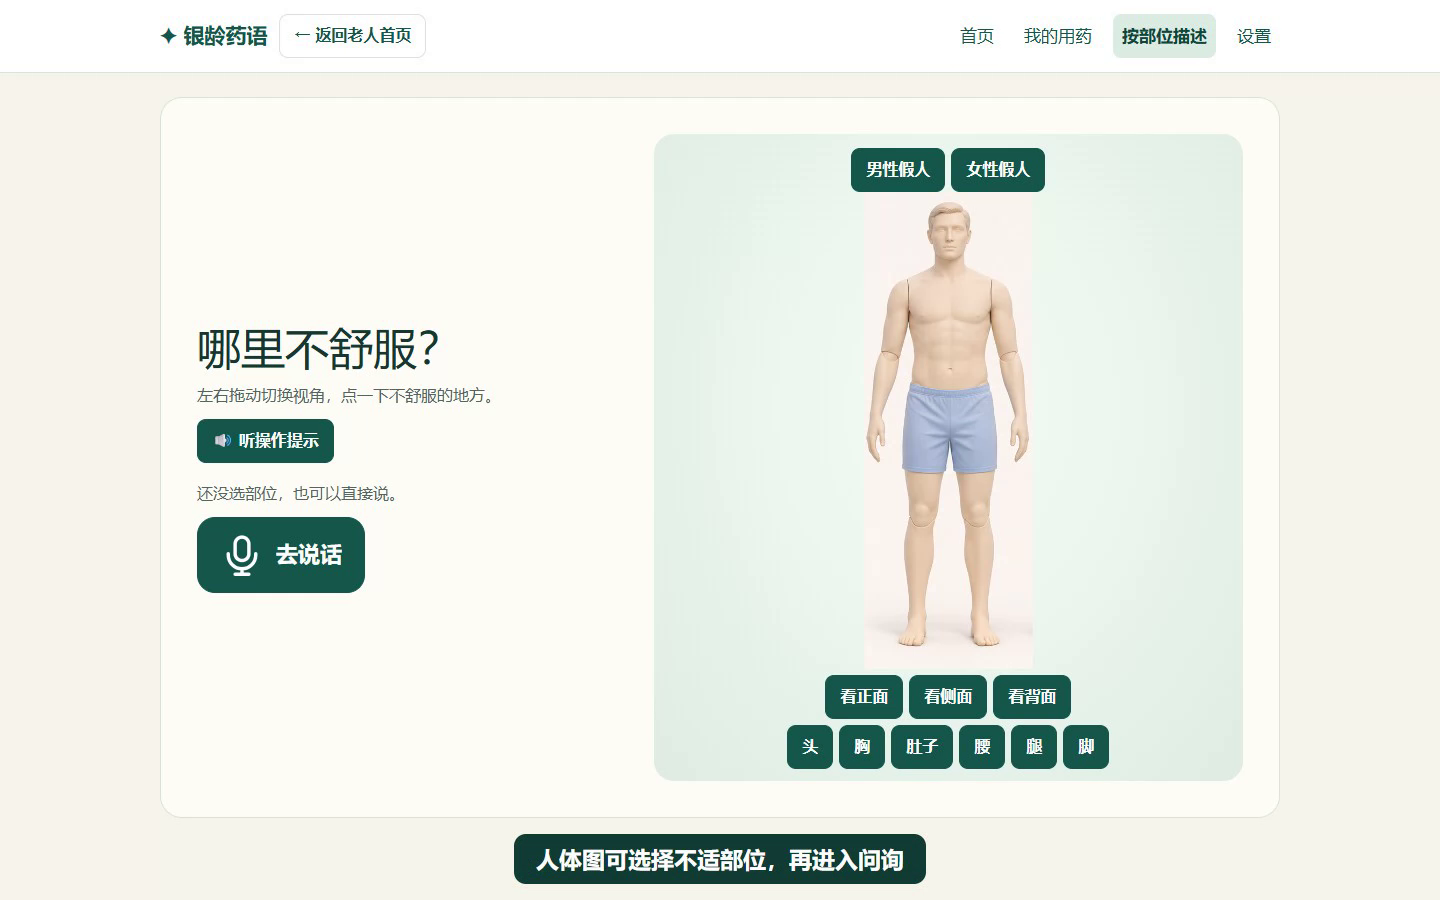 ✦ 银龄药语 ← 返回老人首页 首页 我的用药 按部位描述 设置
男性假人 女性假人
哪里不舒服？
左右拖动切换视角，点一下不舒服的地方。
听操作提示
还没选部位，也可以直接说。
去说话
看正面 看侧面 看背面
头 胸 肚子 腰 腿 脚
人体图可选择不适部位，再进入问询